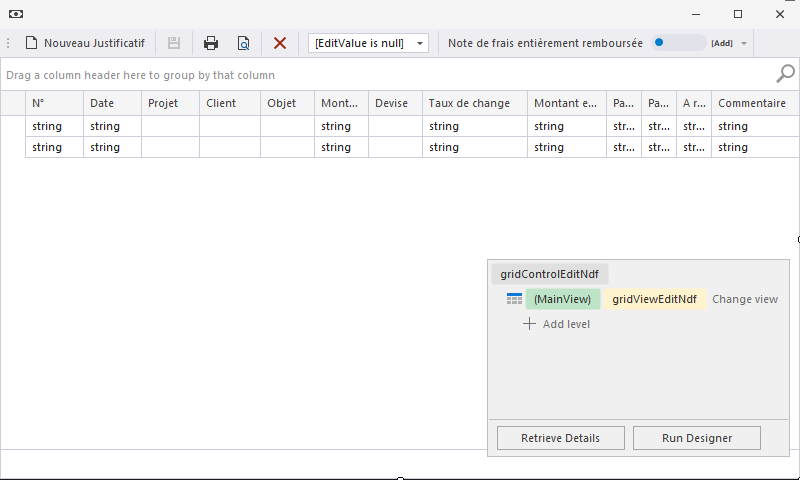 Nouveau Justificatif [EditValue is null] Note de frais entièrement remboursée [Add]
Drag a column header here to group by that column
N° Date Projet Client Objet Mont... Devise Taux de change Montant e... Pa... Pa... A r... Commentaire
string string string string string str... str... str... string
string string string string string str... str... str... string
gridControlEditNdf
(MainView) gridViewEditNdf Change view
Add level
Retrieve Details Run Designer